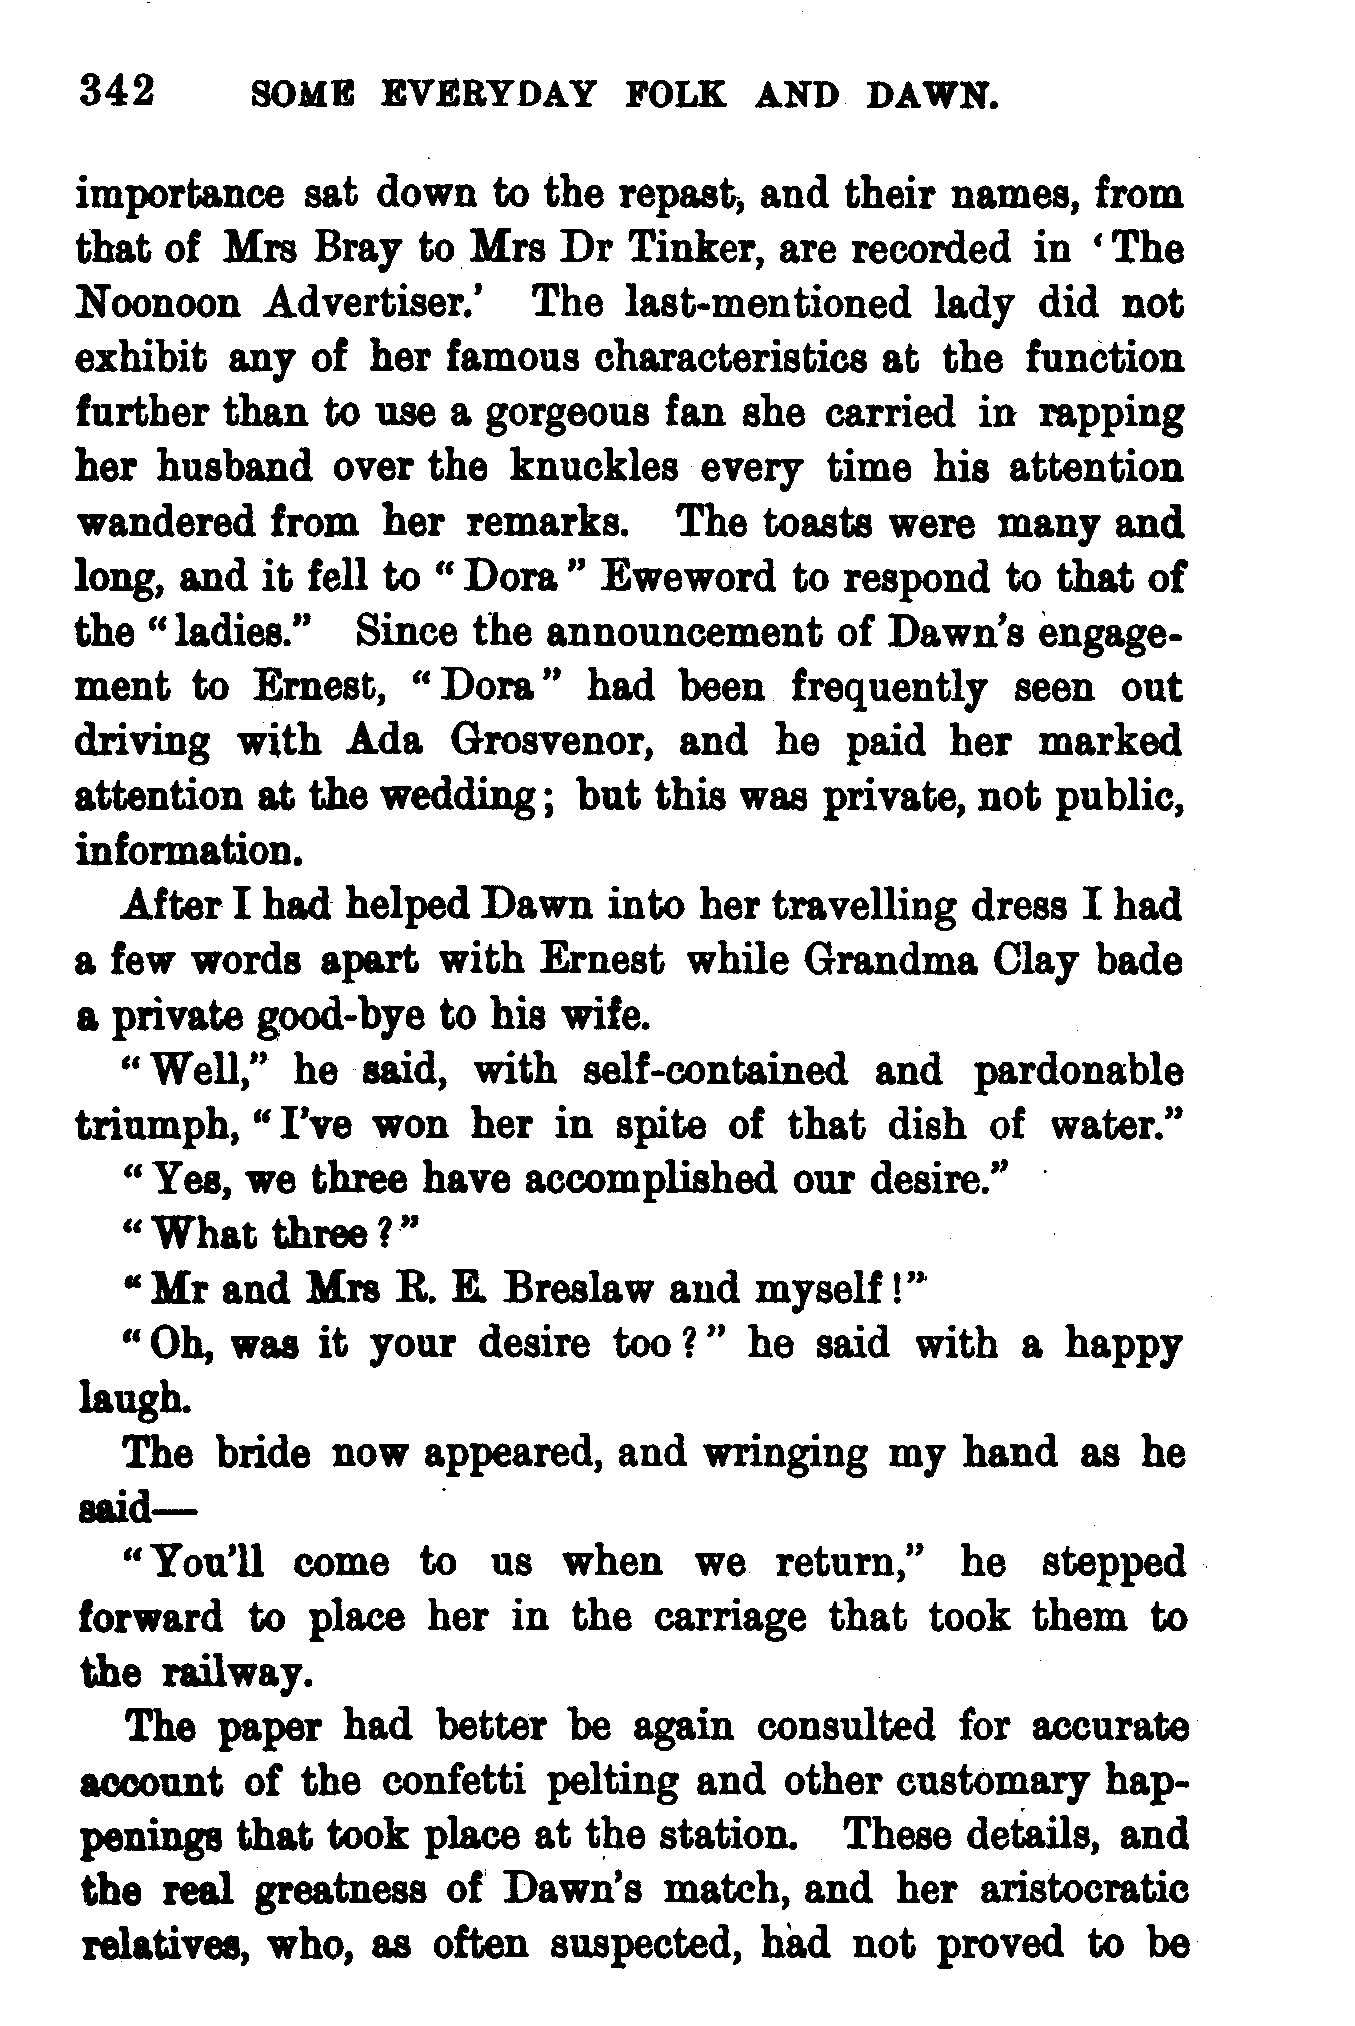 342 SOME EVERYDAY FOLK AND DAWN.
importance sat down to the repast, and their names, from
that of Mrs Bray to Mrs Dr Tinker, are recorded in ‘The
Noonoon Advertiser.’ The last-mentioned lady did not
exhibit any of her famous characteristics at the function
further than to use a gorgeous fan she carried in rapping
her husband over the knuckles every time his attention
wandered from her remarks. The toasts were many and
long, and it fell to “Dora” Eweword to respond to that of
the “ladies.” Since the announcement of Dawn’s engage-
ment to Ernest, “Dora” had been frequently seen out
driving with Ada Grosvenor, and he paid her marked
attention at the wedding; but this was private, not public,
information.
After I had helped Dawn into her travelling dress I had
a few words apart with Ernest while Grandma Clay bade
a private good-bye to his wife.
“Well,” he said, with self-contained and pardonable
triumph, “I’ve won her in spite of that dish of water.”
“Yes, we three have accomplished our desire.”
“What three?”
“Mr and Mrs R. E. Breslaw and myself!”
“Oh, was it your desire too?” he said with a happy
laugh.
The bride now appeared, and wringing my hand as he
said—
“You’ll come to us when we return,” he stepped
forward to place her in the carriage that took them to
the railway.
The paper had better be again consulted for accurate
account of the confetti pelting and other customary hap-
penings that took place at the station. These details, and
the real greatness of Dawn’s match, and her aristocratic
relatives, who, as often suspected, had not proved to be